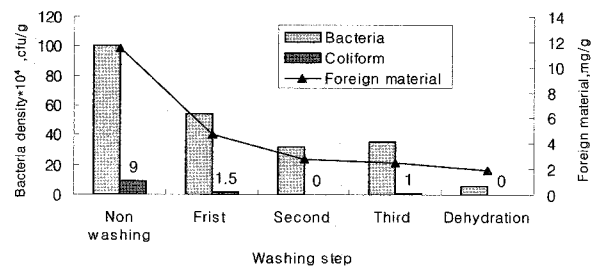 Bacteria density*10⁴ ,cfu/g
120
100
80
60
40
20
0
Bacteria
Coliform
Foreign material
9
1.5
0
1
0
14
12
10
8
6
4
2
0
Foreign material,mg/g
Non washing
Frist
Second
Third
Dehydration
Washing step